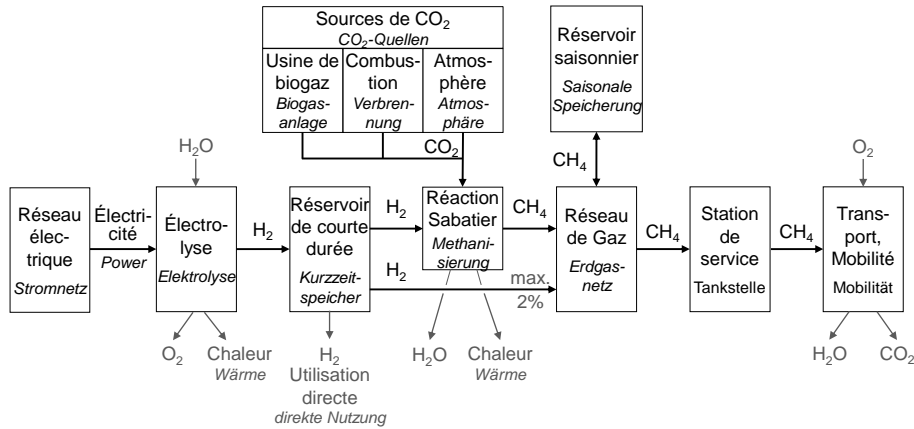 Sources de CO₂
CO₂-Quellen
Usine de
biogaz
Biogas-
anlage
Combus-
tion
Verbren-
nung
Atmos-
phère
Atmos-
phäre
Réservoir
saisonnier
Saisonale
Speicherung
H₂O
CO₂
CH₄
O₂
Réseau
élec-
trique
Stromnetz
Électri-
cité
Power
Électro-
lyse
Elektrolyse
H₂
Réservoir
de courte
durée
Kurzzeit-
speicher
H₂
H₂
Réaction
Sabatier
Methani-
sierung
CH₄
max.
2%
Réseau
de Gaz
Erdgas-
netz
CH₄
Station
de
service
Tankstelle
CH₄
Trans-
port,
Mobilité
Mobilität
O₂
Chaleur
Wärme
H₂
Utilisation
directe
direkte Nutzung
H₂O
Chaleur
Wärme
H₂O
CO₂